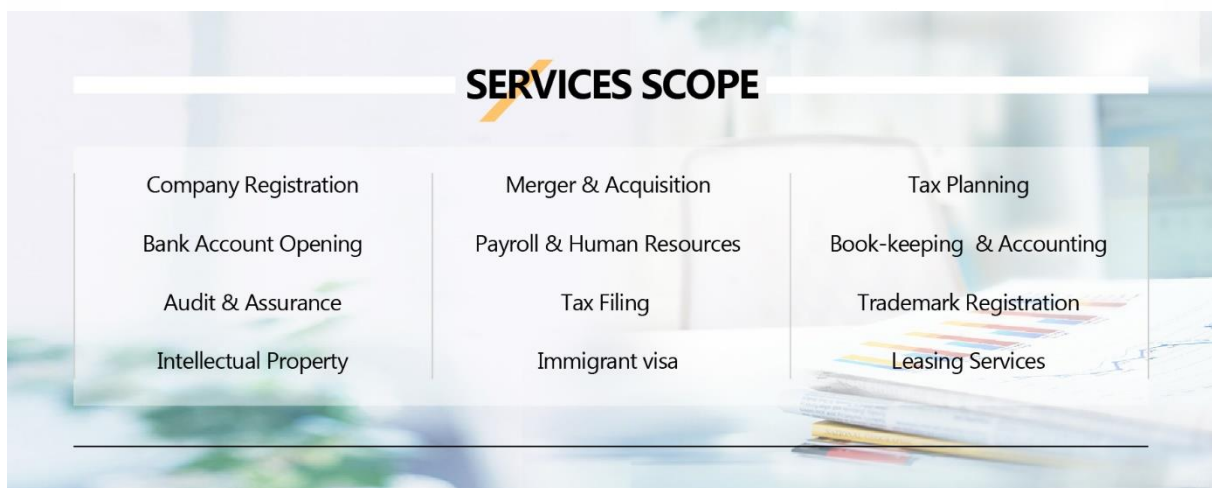 SERVICES SCOPE
Company Registration
Merger & Acquisition
Tax Planning
Bank Account Opening
Payroll & Human Resources
Book-keeping & Accounting
Audit & Assurance
Tax Filing
Trademark Registration
Intellectual Property
Immigrant visa
Leasing Services